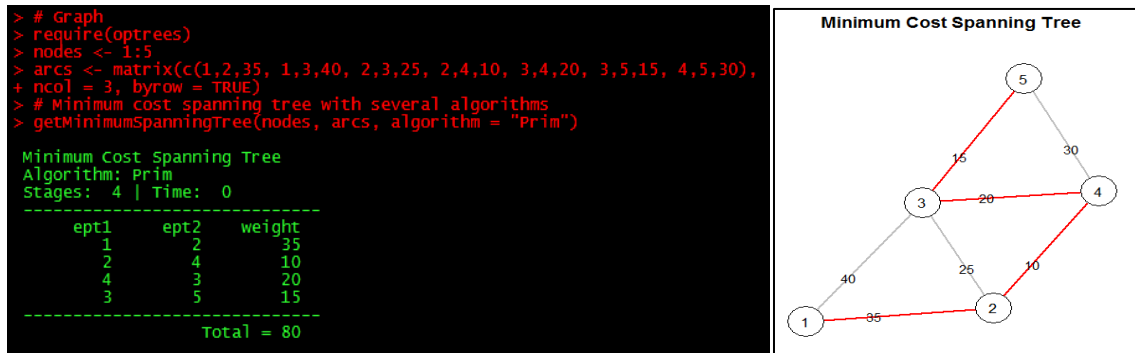 > # Graph
> require(optrees)
> nodes <- 1:5
> arcs <- matrix(c(1,2,35, 1,3,40, 2,3,25, 2,4,10, 3,4,20, 3,5,15, 4,5,30),
+ ncol = 3, byrow = TRUE)
> # Minimum cost spanning tree with several algorithms
> getMinimumSpanningTree(nodes, arcs, algorithm = "Prim")
Minimum Cost Spanning Tree
Algorithm: Prim
Stages: 4 | Time: 0
------------------------------
ept1 ept2 weight
1 2 35
2 4 10
4 3 20
3 5 15
------------------------------
Total = 80
Minimum Cost Spanning Tree
5
15
30
3
20
4
40
25
10
1
35
2